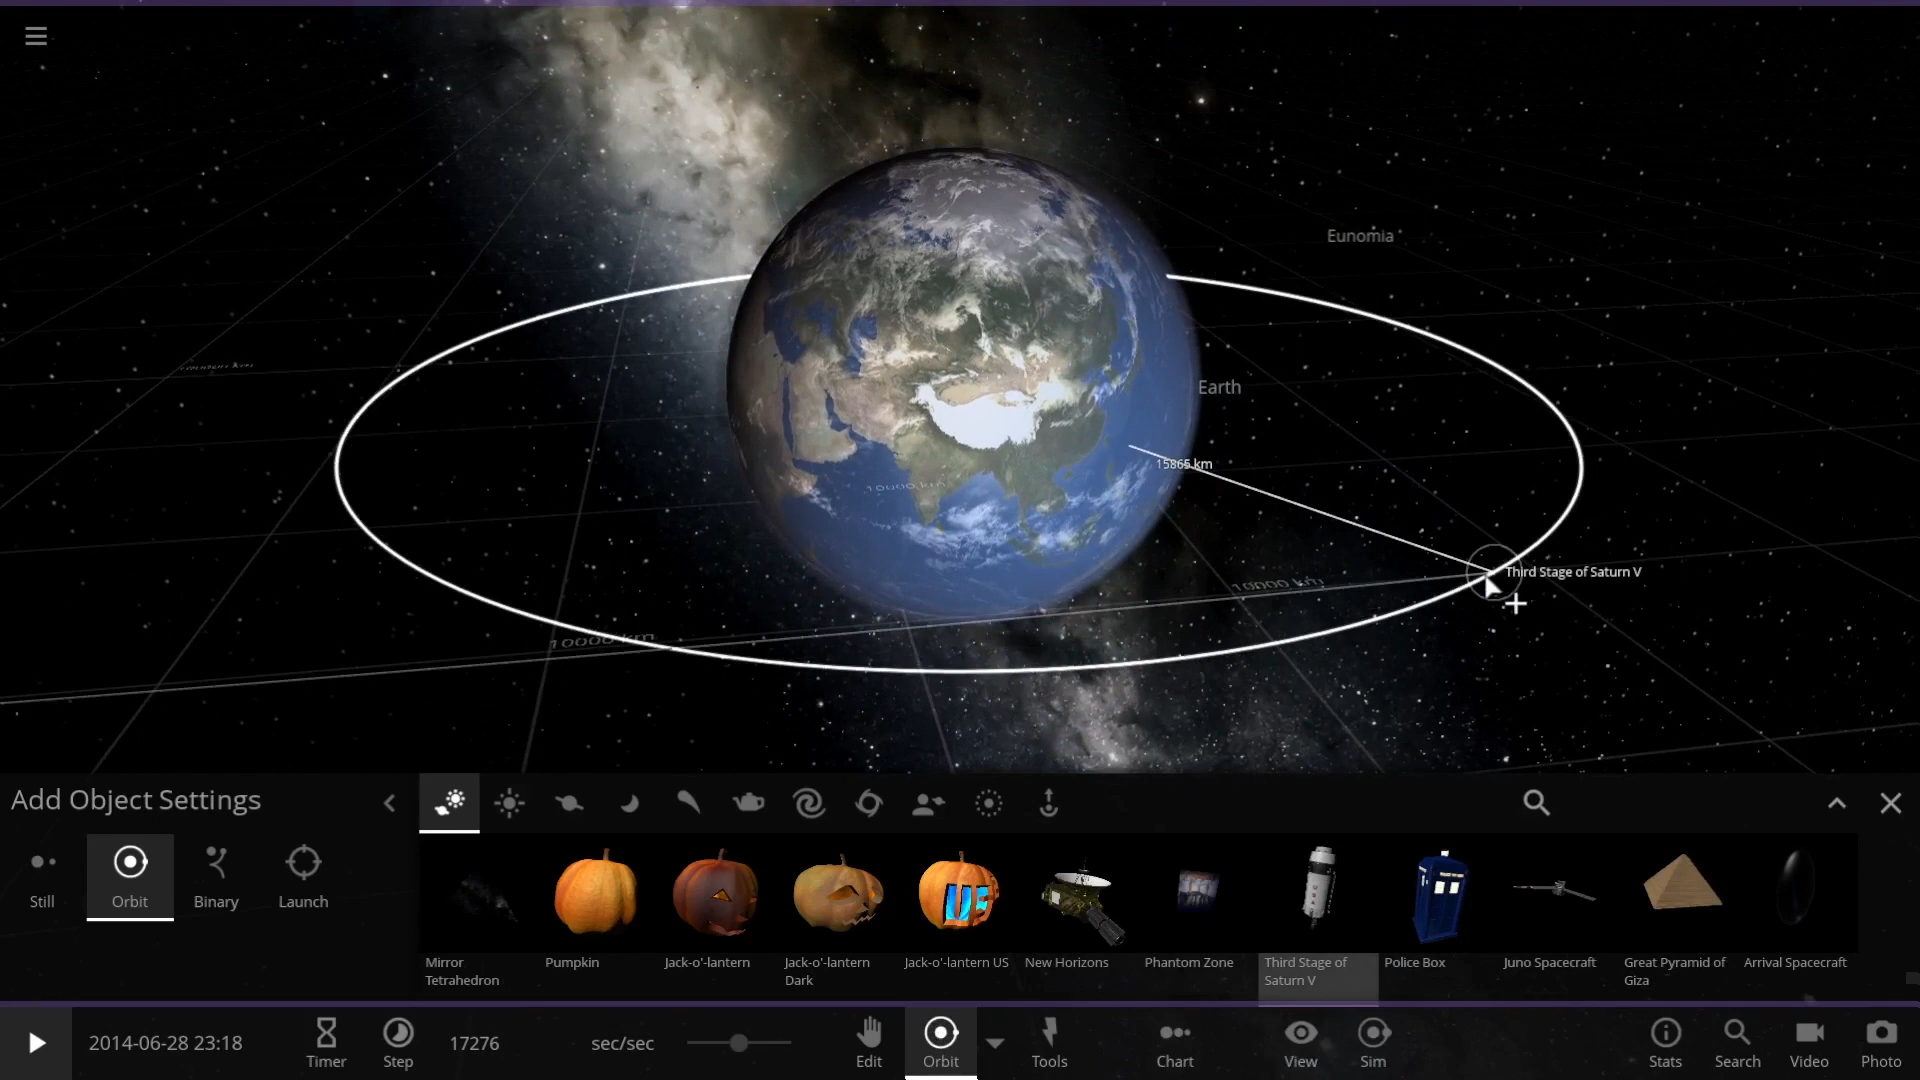 Eunomia
Earth
15865 km
10000 km
10000 km
10000 km
Third Stage of Saturn V
Add Object Settings
Still
Orbit
Binary
Launch
Mirror
Tetrahedron
Pumpkin
Jack-o'-lantern
Jack-o'-lantern
Dark
Jack-o'-lantern US
New Horizons
Phantom Zone
Third Stage of
Saturn V
Police Box
Juno Spacecraft
Great Pyramid of
Giza
Arrival Spacecraft
2014-06-28 23:18
Timer
Step
17276
sec/sec
Edit
Orbit
Tools
Chart
View
Sim
Stats
Search
Video
Photo